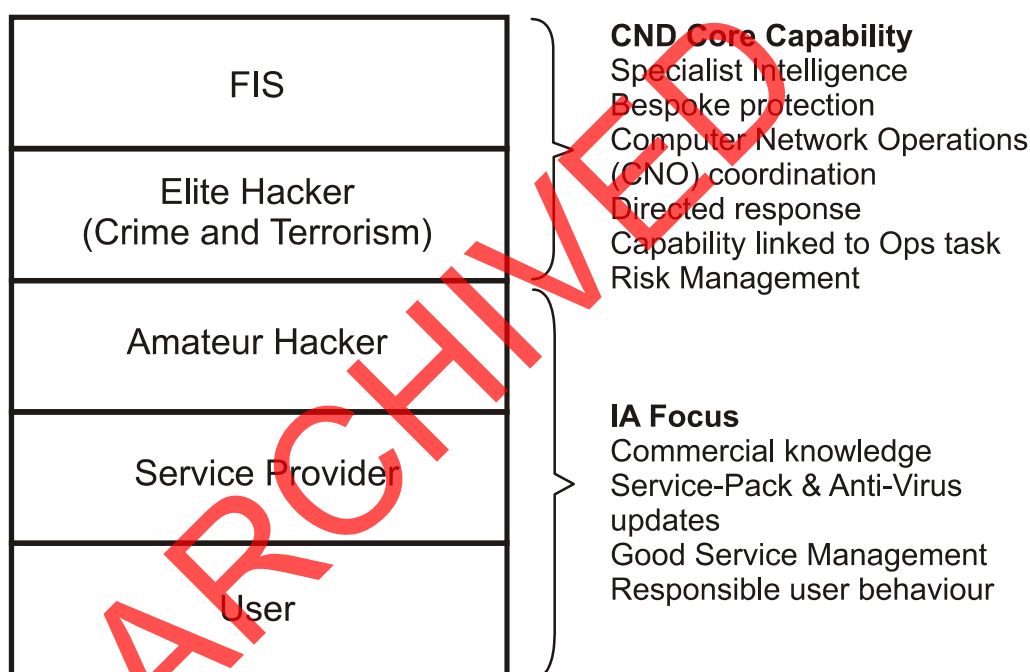 FIS
Elite Hacker
(Crime and Terrorism)
Amateur Hacker
Service Provider
User
CND Core Capability
Specialist Intelligence
Bespoke protection
Computer Network Operations
(CNO) coordination
Directed response
Capability linked to Ops task
Risk Management
IA Focus
Commercial knowledge
Service-Pack & Anti-Virus
updates
Good Service Management
Responsible user behaviour
ARCHIVED